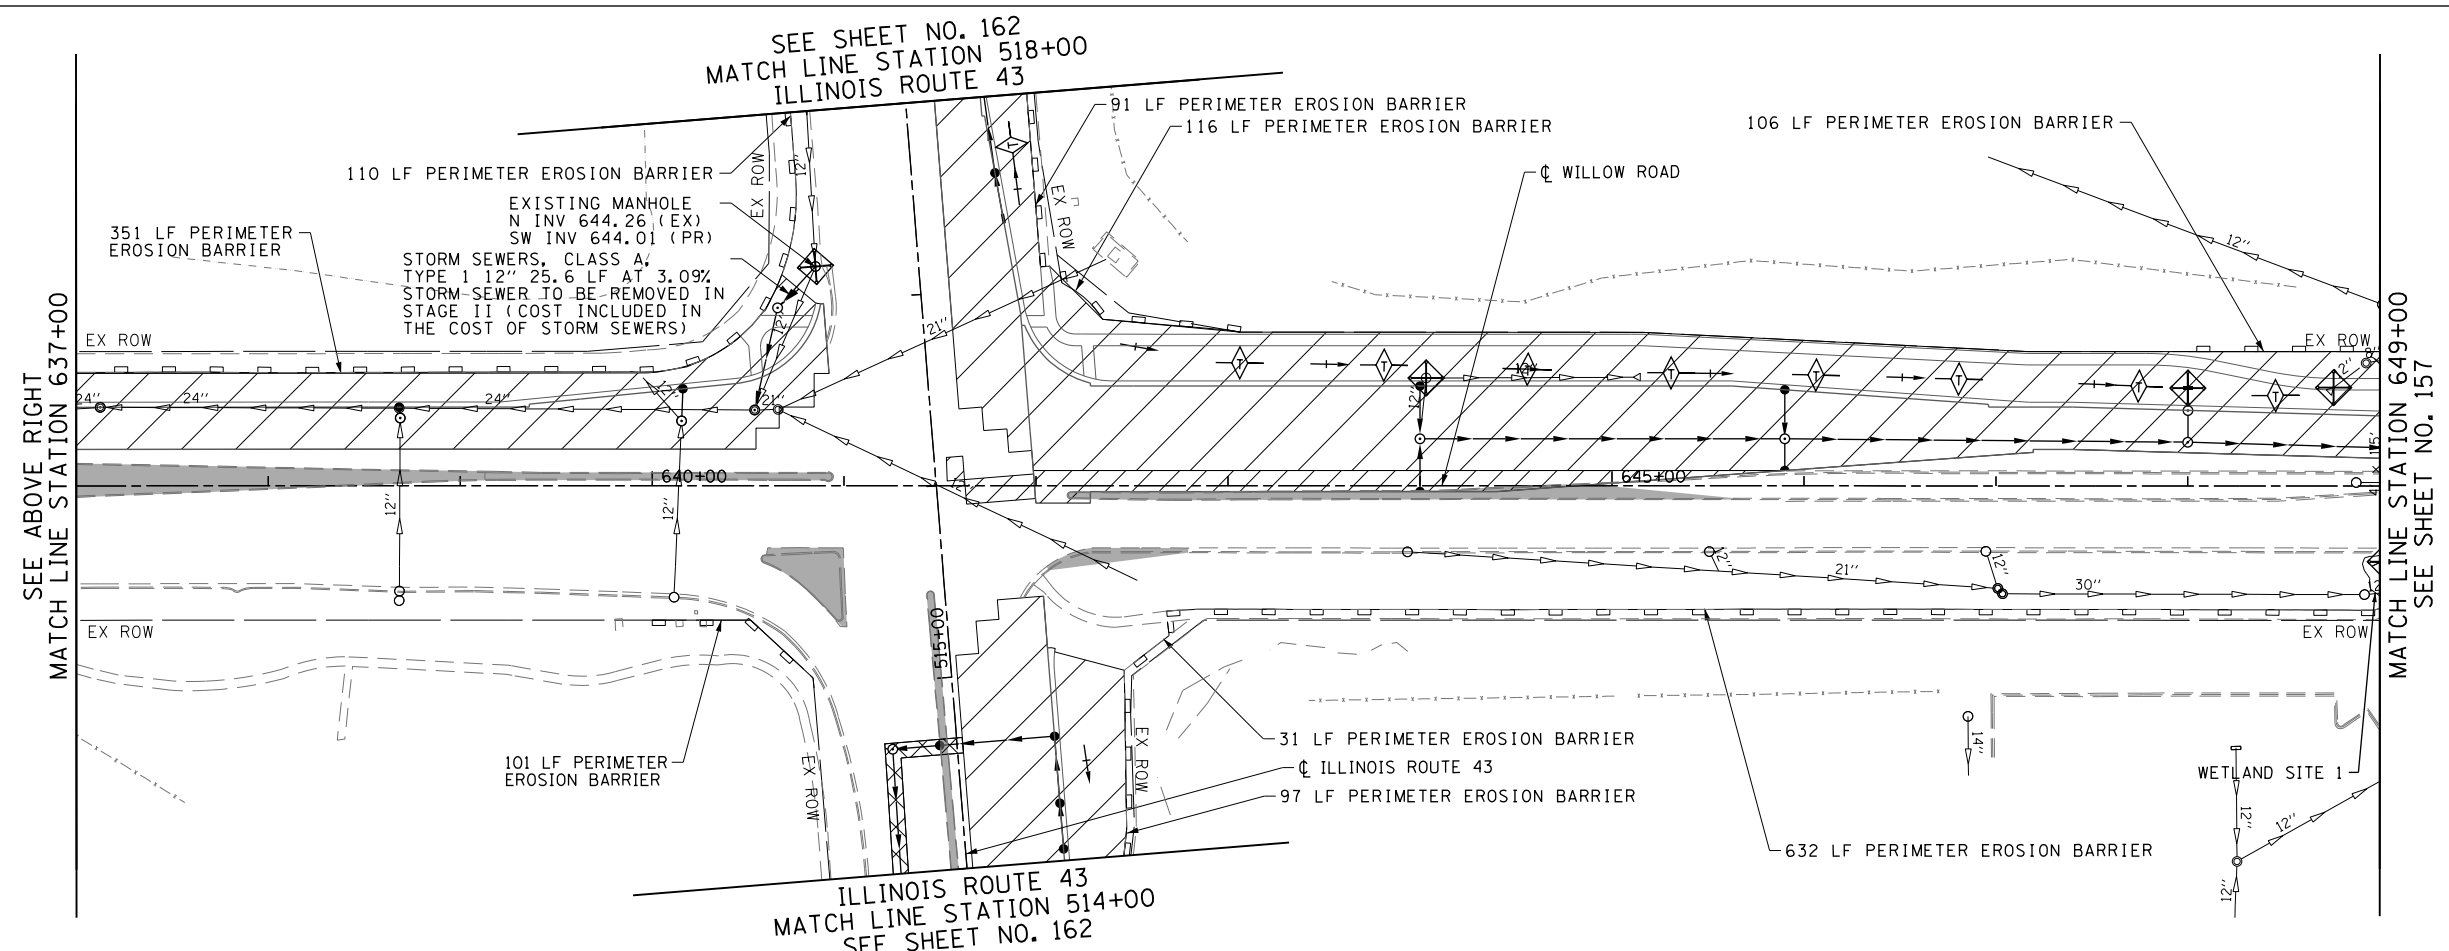 SEE SHEET NO. 162
MATCH LINE STATION 518+00
ILLINOIS ROUTE 43
91 LF PERIMETER EROSION BARRIER
116 LF PERIMETER EROSION BARRIER
106 LF PERIMETER EROSION BARRIER
110 LF PERIMETER EROSION BARRIER
℄ WILLOW ROAD
EX ROW
12"
EX ROW
EXISTING MANHOLE
N INV 644.26 (EX)
SW INV 644.01 (PR)
351 LF PERIMETER
EROSION BARRIER
STORM SEWERS, CLASS A,
TYPE 1 12" 25.6 LF AT 3.09%
STORM SEWER TO BE REMOVED IN
STAGE II (COST INCLUDED IN
THE COST OF STORM SEWERS)
T
12"
21"
12"
EX ROW
EX ROW
SEE ABOVE RIGHT
MATCH LINE STATION 637+00
MATCH LINE STATION 649+00
SEE SHEET NO. 157
T
T
T
T
T
T
T
T
24"
24"
24"
21"
12"
640+00
645+00
12"
12"
12"
21"
12"
30"
EX ROW
EX ROW
515+00
101 LF PERIMETER
EROSION BARRIER
EX ROW
EX ROW
31 LF PERIMETER EROSION BARRIER
℄ ILLINOIS ROUTE 43
97 LF PERIMETER EROSION BARRIER
14"
WETLAND SITE 1
12"
12"
12"
632 LF PERIMETER EROSION BARRIER
ILLINOIS ROUTE 43
MATCH LINE STATION 514+00
SEE SHEET NO. 162